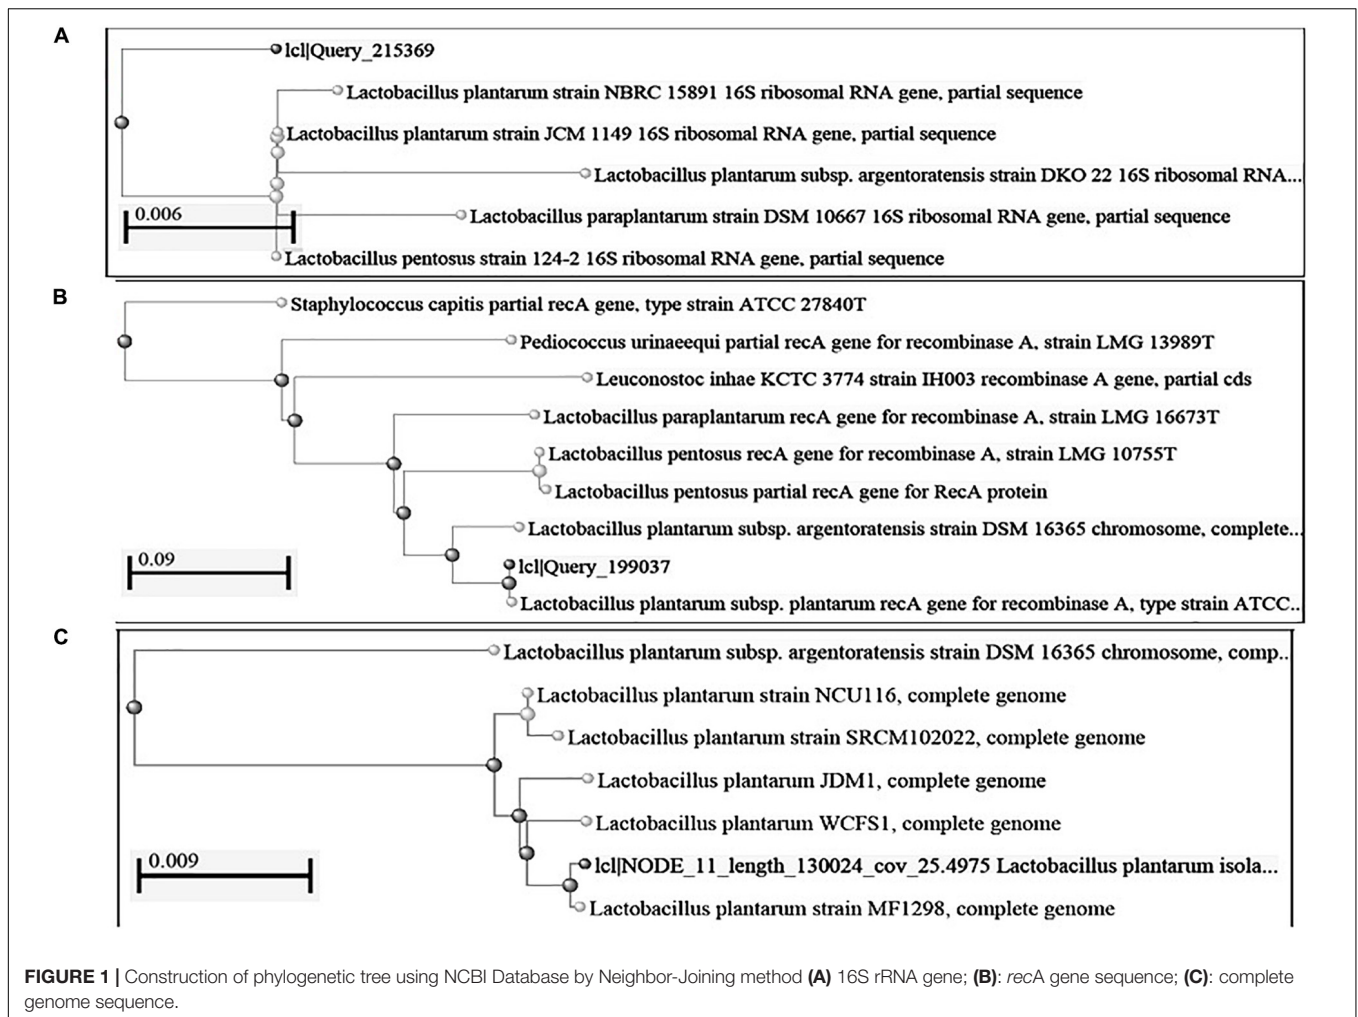 A
lcl|Query_215369
Lactobacillus plantarum strain NBRC 15891 16S ribosomal RNA gene, partial sequence
Lactobacillus plantarum strain JCM 1149 16S ribosomal RNA gene, partial sequence
Lactobacillus plantarum subsp. argentoratensis strain DKO 22 16S ribosomal RNA...
0.006
Lactobacillus paraplantarum strain DSM 10667 16S ribosomal RNA gene, partial sequence
Lactobacillus pentosus strain 124-2 16S ribosomal RNA gene, partial sequence
B
Staphylococcus capitis partial recA gene, type strain ATCC 27840T
Pediococcus urinaeequi partial recA gene for recombinase A, strain LMG 13989T
Leuconostoc inhae KCTC 3774 strain IH003 recombinase A gene, partial cds
Lactobacillus paraplantarum recA gene for recombinase A, strain LMG 16673T
Lactobacillus pentosus recA gene for recombinase A, strain LMG 10755T
Lactobacillus pentosus partial recA gene for RecA protein
Lactobacillus plantarum subsp. argentoratensis strain DSM 16365 chromosome, complete...
0.09
lcl|Query_199037
Lactobacillus plantarum subsp. plantarum recA gene for recombinase A, type strain ATCC..
C
Lactobacillus plantarum subsp. argentoratensis strain DSM 16365 chromosome, comp..
Lactobacillus plantarum strain NCU116, complete genome
Lactobacillus plantarum strain SRCM102022, complete genome
Lactobacillus plantarum JDM1, complete genome
Lactobacillus plantarum WCFS1, complete genome
0.009
lcl|NODE_11_length_130024_cov_25.4975 Lactobacillus plantarum isola...
Lactobacillus plantarum strain MF1298, complete genome
FIGURE 1 | Construction of phylogenetic tree using NCBI Database by Neighbor-Joining method (A) 16S rRNA gene; (B): recA gene sequence; (C): complete
genome sequence.